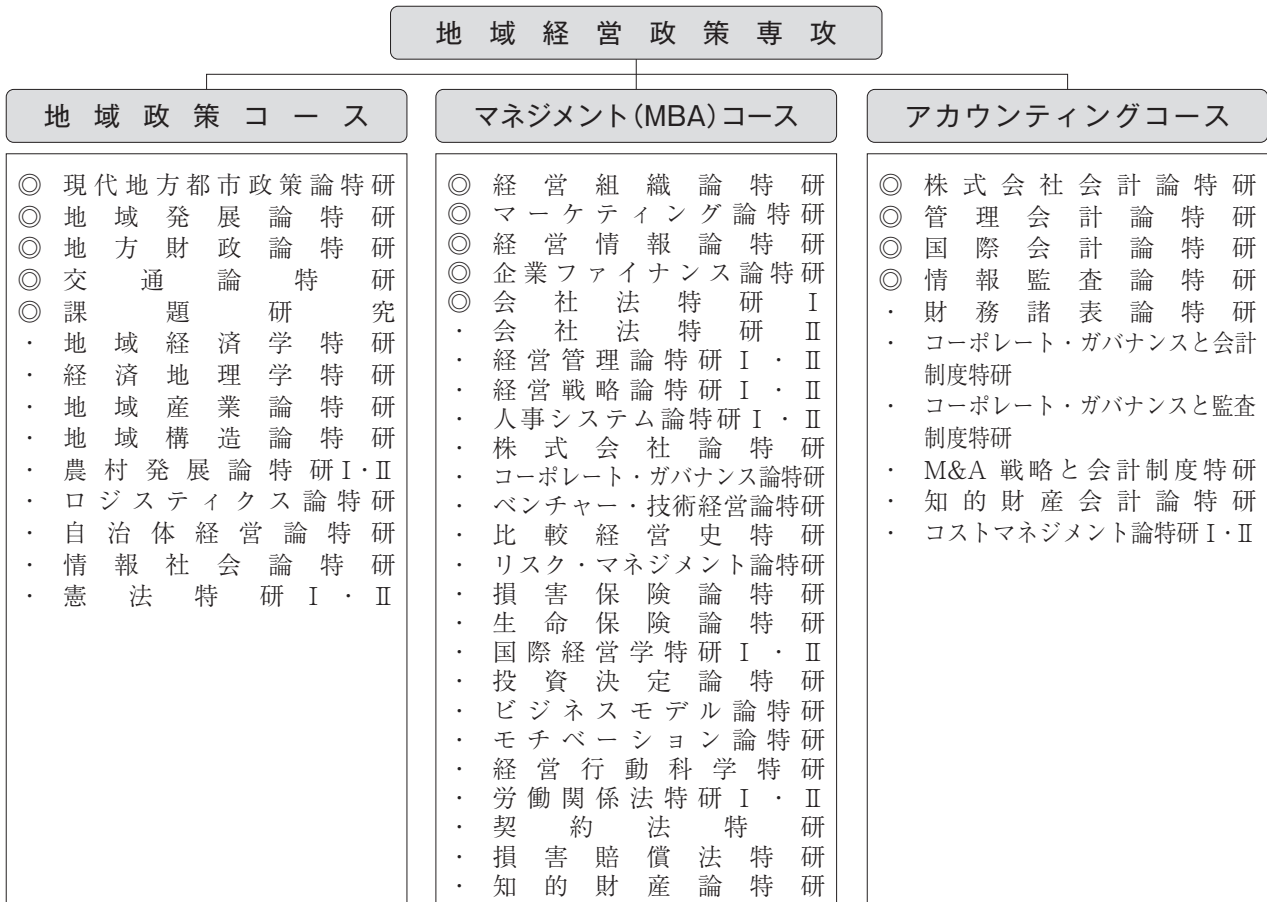 地域経営政策専攻
地域政策コース
◎ 現代地方都市政策論特研
◎ 地域発展論特研
◎ 地方財政論特研
◎ 交通論特研
◎ 課題研究
・ 地域経済学特研
・ 経済地理学特研
・ 地域産業論特研
・ 地域構造論特研
・ 農村発展論特研Ⅰ・Ⅱ
・ ロジスティクス論特研
・ 自治体経営論特研
・ 情報社会論特研
・ 憲法特研Ⅰ・Ⅱ
マネジメント(MBA)コース
◎ 経営組織論特研
◎ マーケティング論特研
◎ 経営情報論特研
◎ 企業ファイナンス論特研
◎ 会社法特研Ⅰ
・ 会社法特研Ⅱ
・ 経営管理論特研Ⅰ・Ⅱ
・ 経営戦略論特研Ⅰ・Ⅱ
・ 人事システム論特研Ⅰ・Ⅱ
・ 株式会社論特研
・ コーポレート・ガバナンス論特研
・ ベンチャー・技術経営論特研
・ 比較経営史特研
・ リスク・マネジメント論特研
・ 損害保険論特研
・ 生命保険論特研
・ 国際経営学特研Ⅰ・Ⅱ
・ 投資決定論特研
・ ビジネスモデル論特研
・ モチベーション論特研
・ 経営行動科学特研
・ 労働関係法特研Ⅰ・Ⅱ
・ 契約法特研
・ 損害賠償法特研
・ 知的財産論特研
アカウンティングコース
◎ 株式会社会計論特研
◎ 管理会計論特研
◎ 国際会計論特研
◎ 情報監査論特研
・ 財務諸表論特研
・ コーポレート・ガバナンスと会計
制度特研
・ コーポレート・ガバナンスと監査
制度特研
・ M&A 戦略と会計制度特研
・ 知的財産会計論特研
・ コストマネジメント論特研Ⅰ・Ⅱ